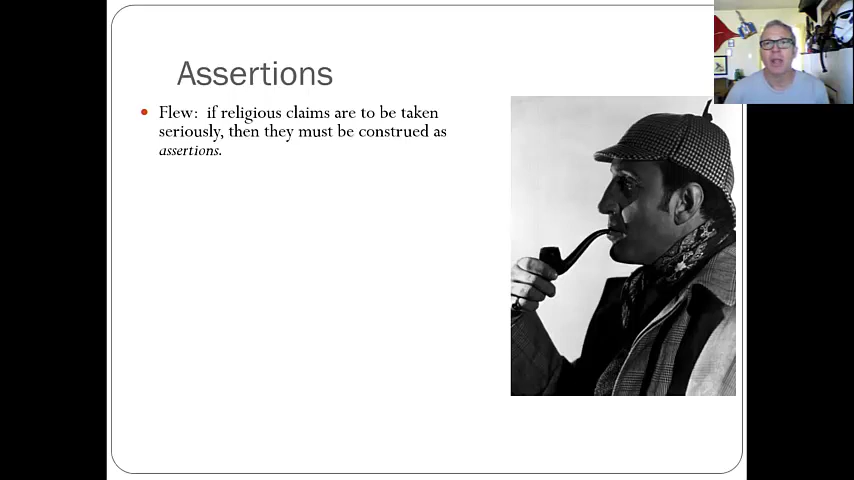 Assertions
Flew: if religious claims are to be taken
seriously, then they must be construed as
assertions.